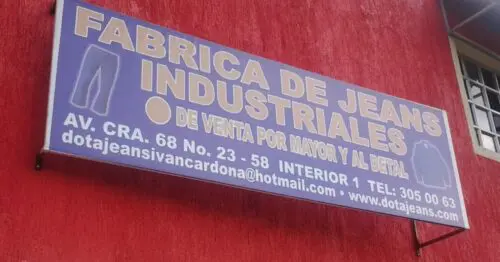 FABRICA DE JEANS
INDUSTRIALES
DE VENTA POR MAYOR Y AL DETAL
AV. CRA. 68 No. 23 - 58 INTERIOR 1 TEL: 305 00 63
dotajeansivancardona@hotmail.com • www.dotajeans.com